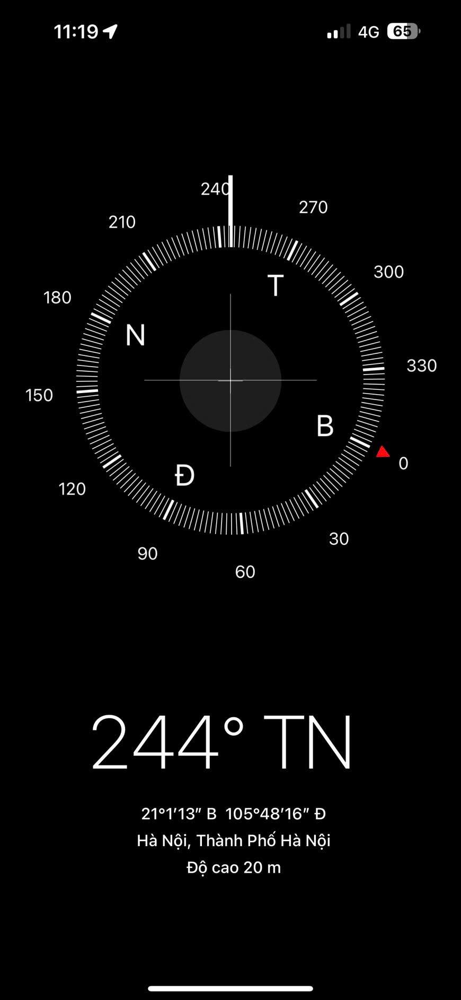 11:19 4G 65
240
270
210
300
180
T
N
330
150
B
0
Đ
120
30
90
60
244° TN
21°1′13″ B 105°48′16″ Đ
Hà Nội, Thành Phố Hà Nội
Độ cao 20 m